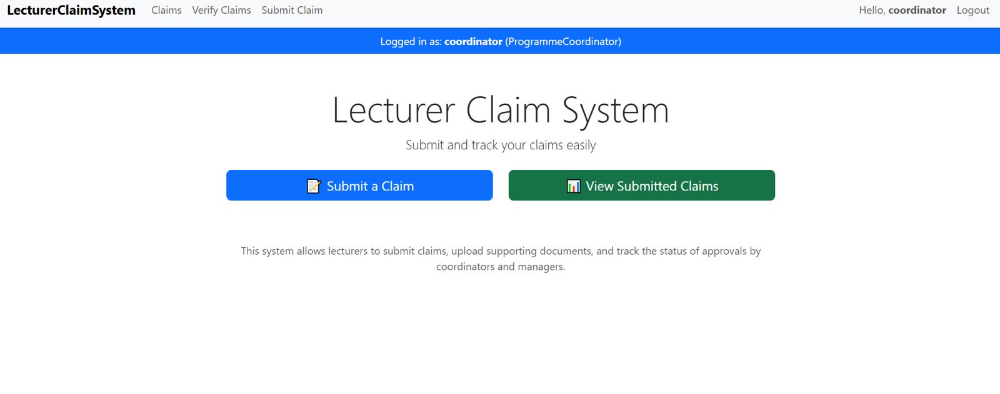 LecturerClaimSystem Claims Verify Claims Submit Claim Hello, coordinator Logout
Logged in as: coordinator (ProgrammeCoordinator)
Lecturer Claim System
Submit and track your claims easily
📝 Submit a Claim
📊 View Submitted Claims
This system allows lecturers to submit claims, upload supporting documents, and track the status of approvals by
coordinators and managers.